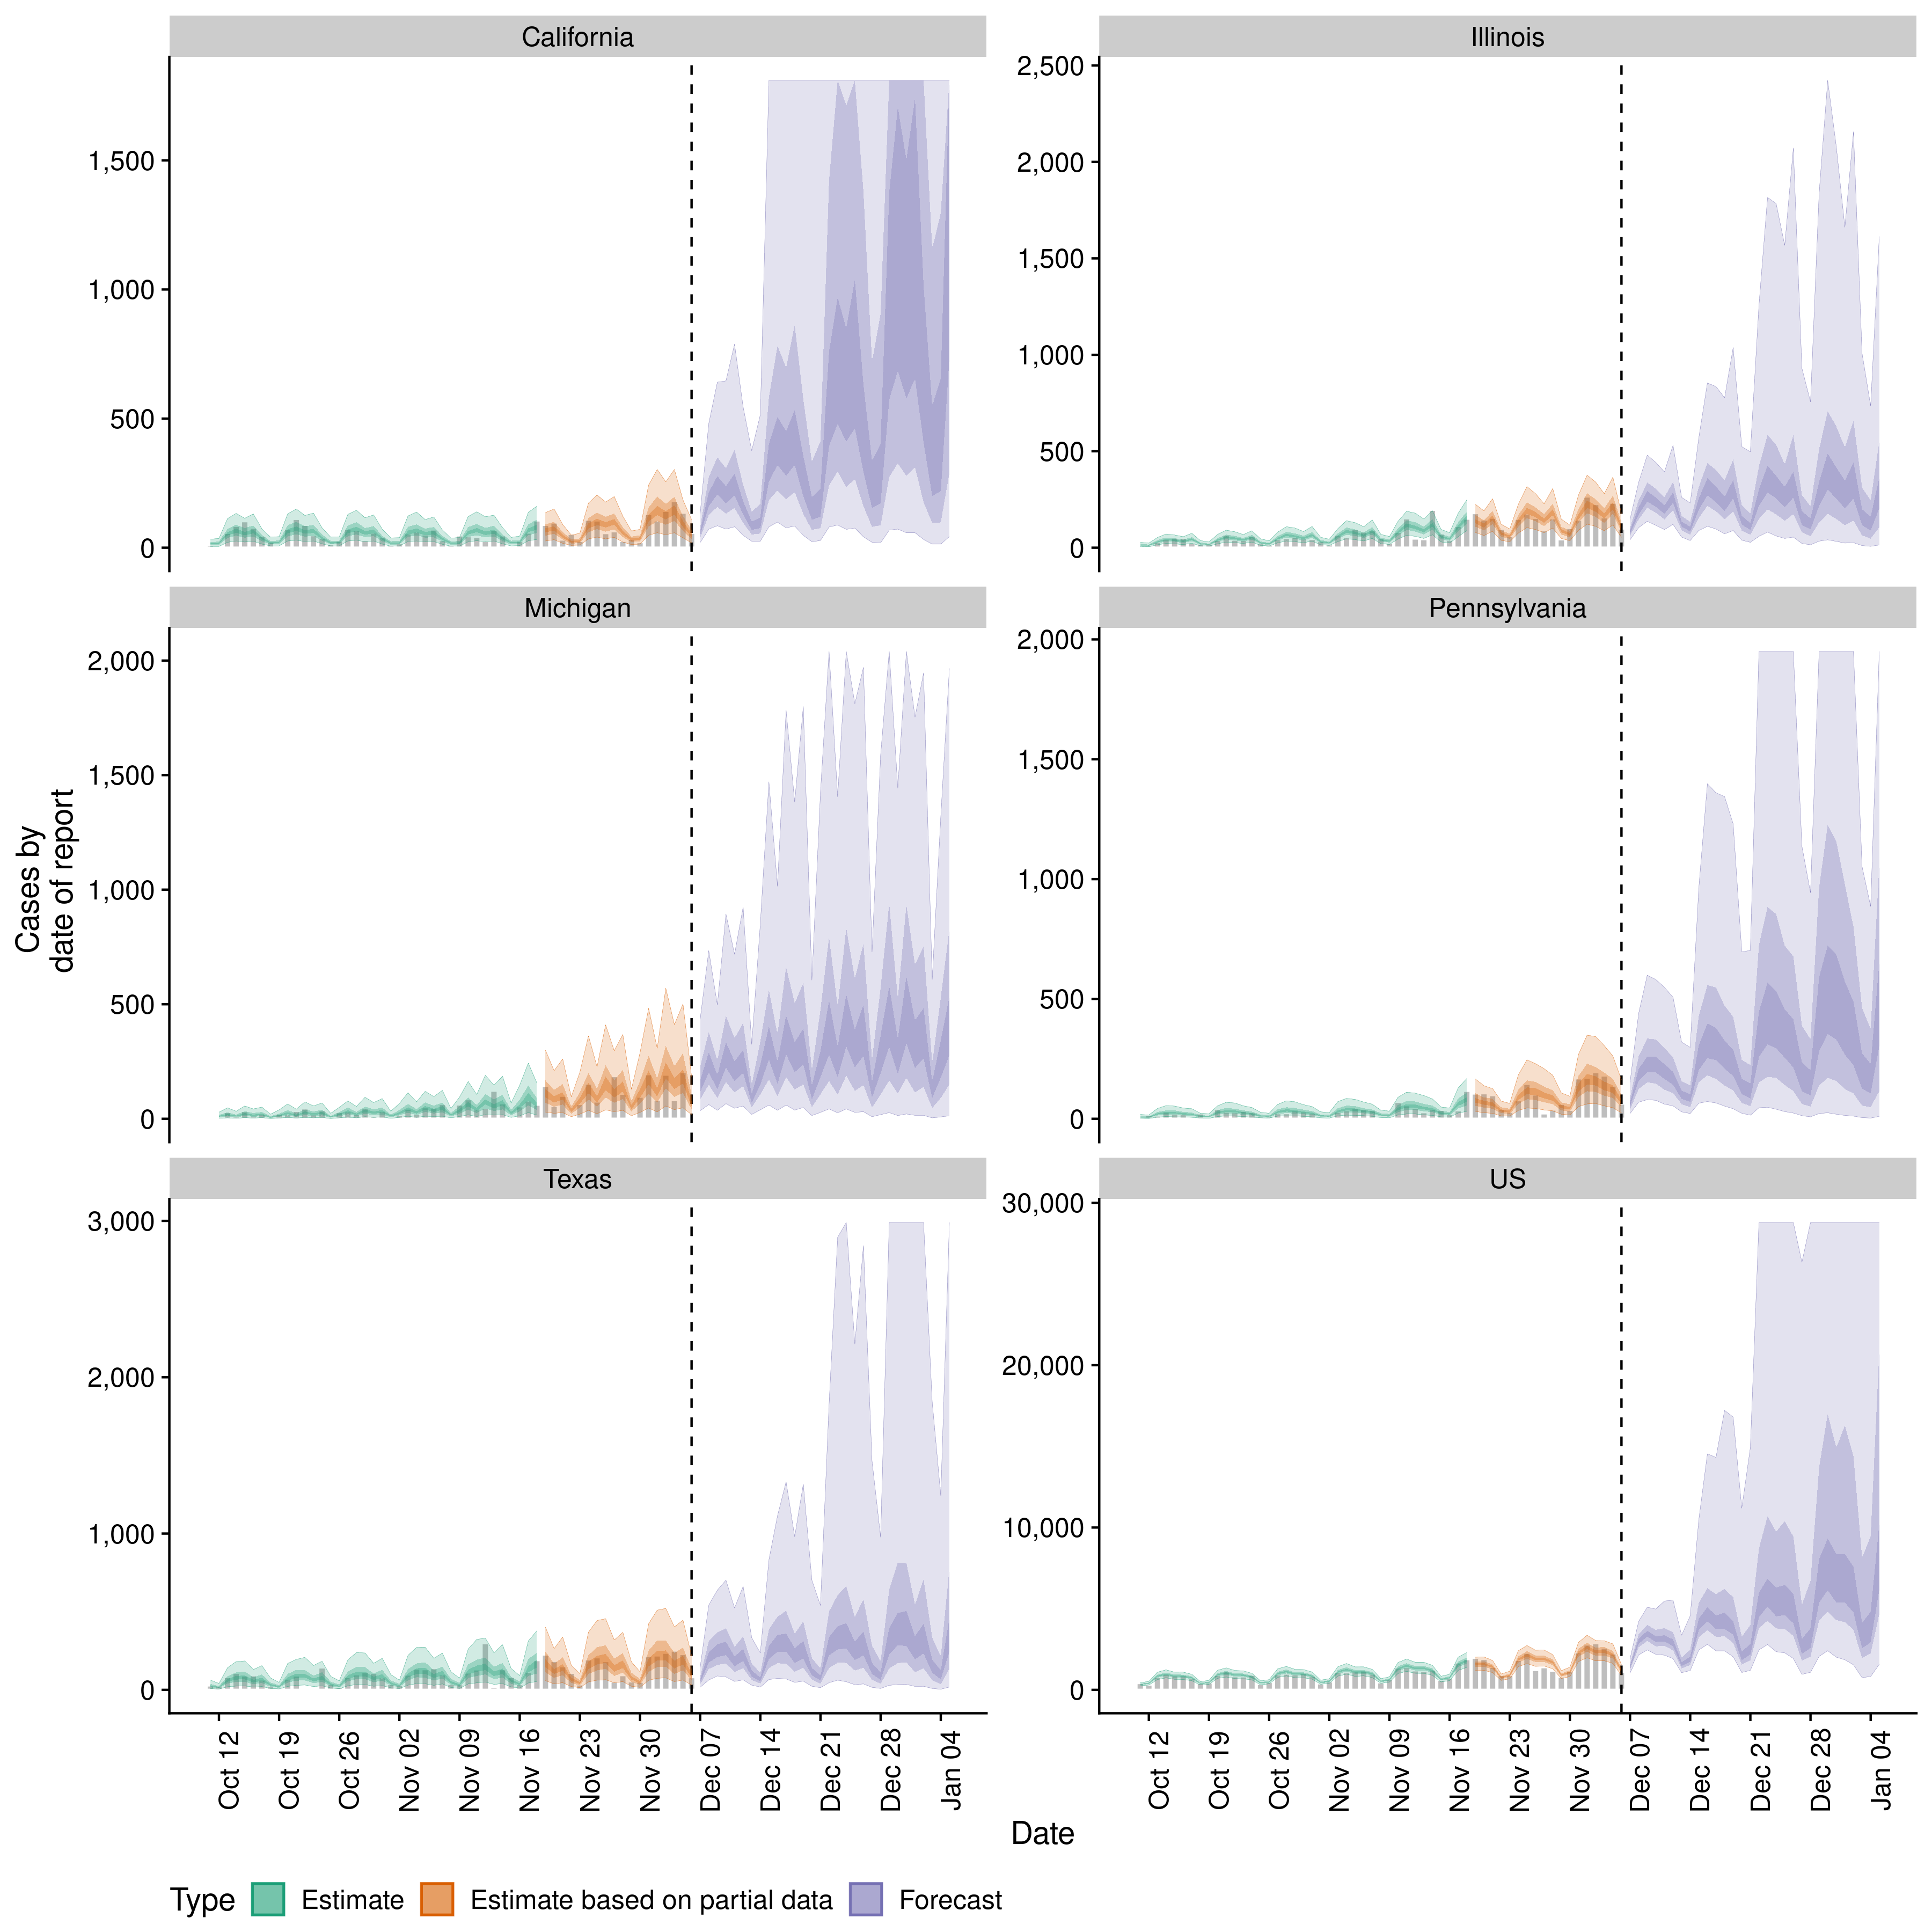 California
Illinois
1,500
1,000
500
0
2,500
2,000
1,500
1,000
500
0
Michigan
Pennsylvania
2,000
1,500
1,000
500
0
2,000
1,500
1,000
500
0
Texas
US
3,000
2,000
1,000
0
30,000
20,000
10,000
0
Cases by
date of report
Oct 12
Oct 19
Oct 26
Nov 02
Nov 09
Nov 16
Nov 23
Nov 30
Dec 07
Dec 14
Dec 21
Dec 28
Jan 04
Oct 12
Oct 19
Oct 26
Nov 02
Nov 09
Nov 16
Nov 23
Nov 30
Dec 07
Dec 14
Dec 21
Dec 28
Jan 04
Date
Type Estimate Estimate based on partial data Forecast